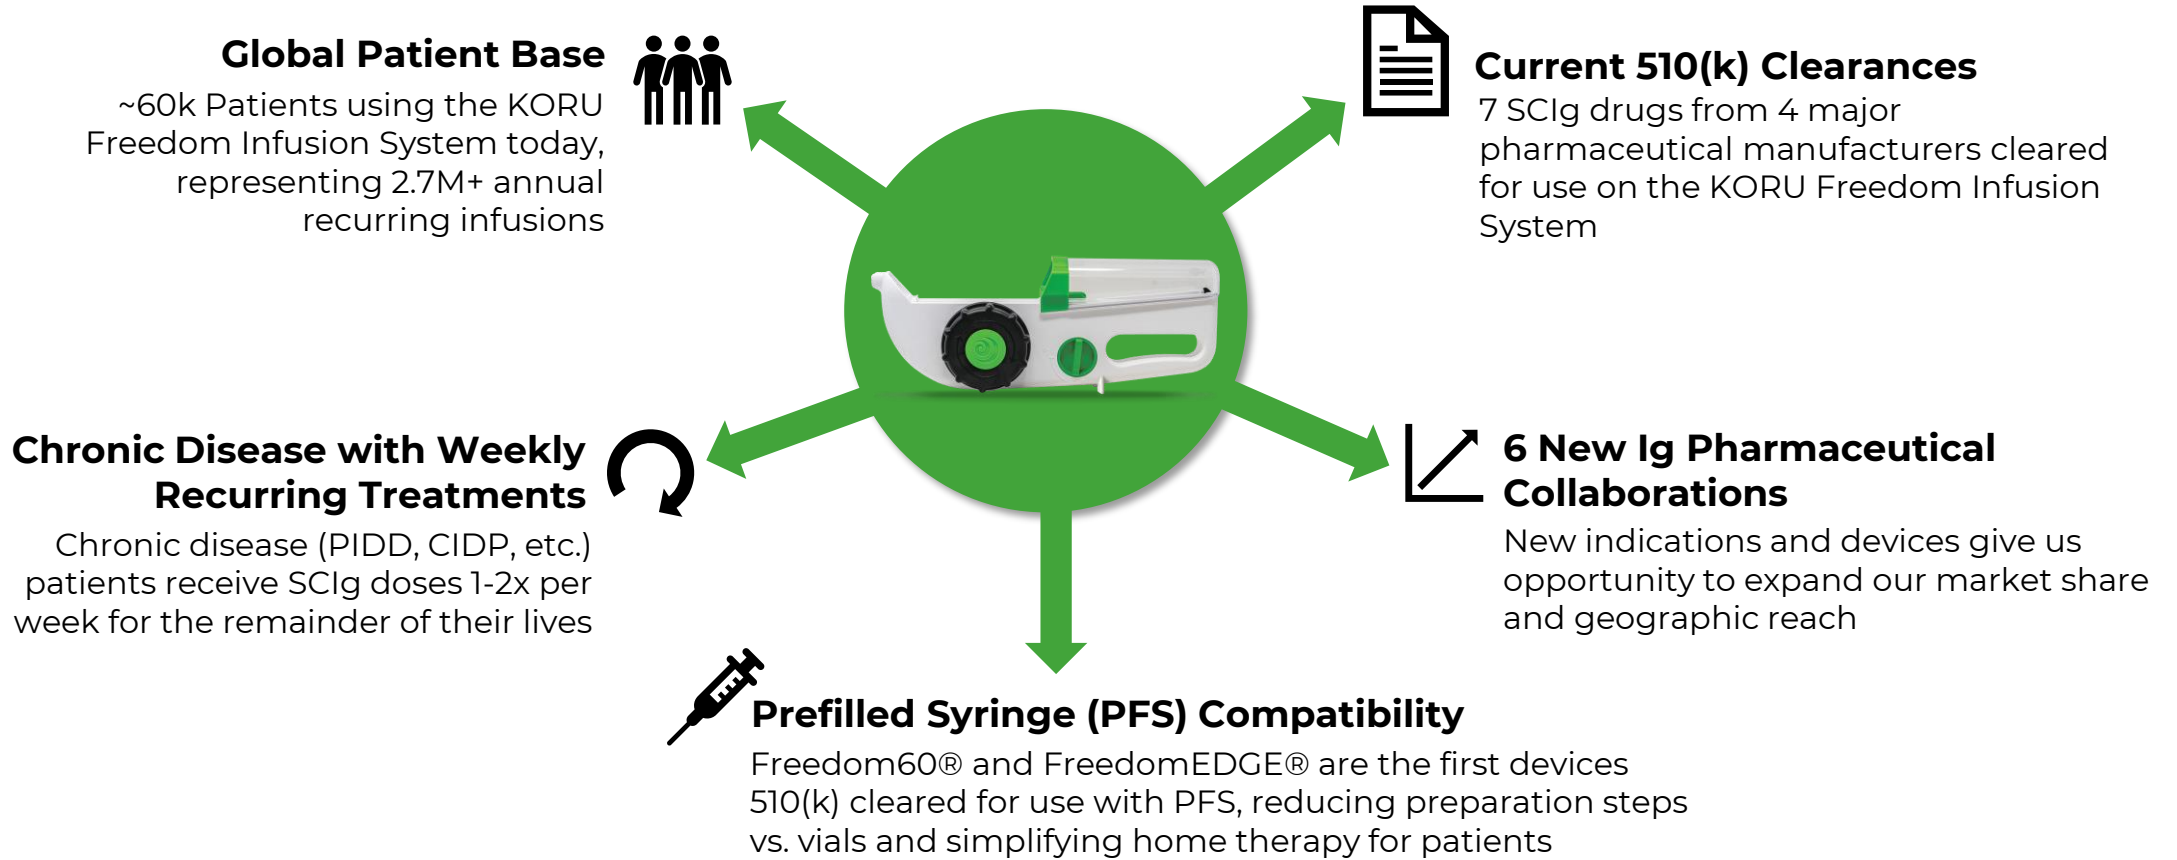 Global Patient Base
~60k Patients using the KORU
Freedom Infusion System today,
representing 2.7M+ annual
recurring infusions
Current 510(k) Clearances
7 SCIg drugs from 4 major
pharmaceutical manufacturers cleared
for use on the KORU Freedom Infusion
System
Chronic Disease with Weekly
Recurring Treatments
Chronic disease (PIDD, CIDP, etc.)
patients receive SCIg doses 1-2x per
week for the remainder of their lives
6 New Ig Pharmaceutical
Collaborations
New indications and devices give us
opportunity to expand our market share
and geographic reach
Prefilled Syringe (PFS) Compatibility
Freedom60® and FreedomEDGE® are the first devices
510(k) cleared for use with PFS, reducing preparation steps
vs. vials and simplifying home therapy for patients